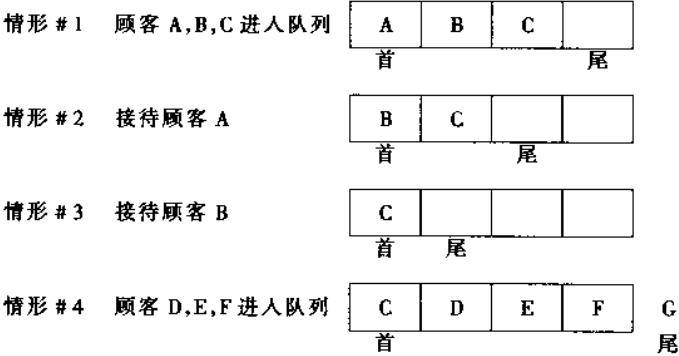 情形 #1 顾客 A,B,C 进人队列 A B C
首 尾
情形 #2 接待顾客 A B C
首 尾
情形 #3 接待顾客 B C
首 尾
情形 #4 顾客 D,E,F 进人队列 C D E F G
首 尾